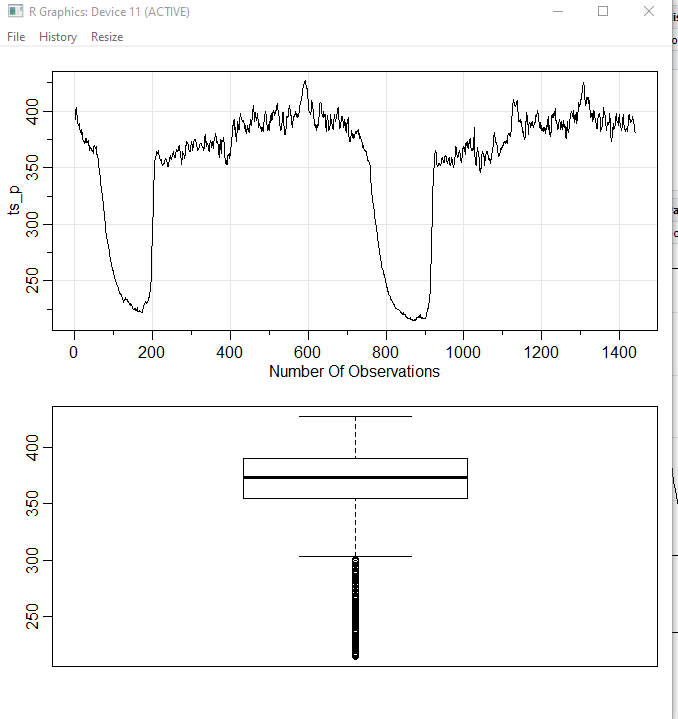 R Graphics: Device 11 (ACTIVE)
File History Resize
ts_p
400
350
300
250
0 200 400 600 800 1000 1200 1400
Number Of Observations
400
350
300
250